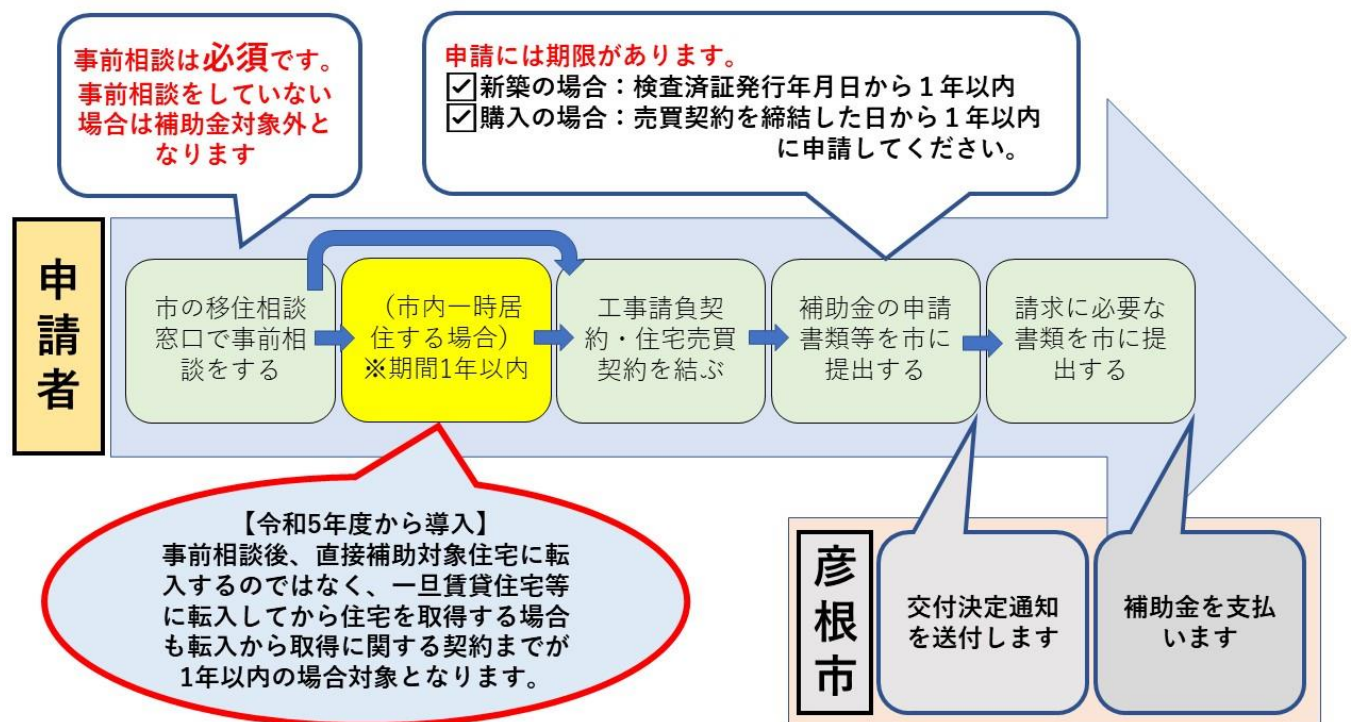 事前相談は必須です。
事前相談をしていない
場合は補助金対象外と
なります
申請には期限があります。
☑新築の場合：検査済証発行年月日から１年以内
☑購入の場合：売買契約を締結した日から１年以内
に申請してください。
申請者
市の移住相談
窓口で事前相
談をする
（市内一時居
住する場合）
※期間1年以内
工事請負契
約・住宅売買
契約を結ぶ
補助金の申請
書類等を市に
提出する
請求に必要な
書類を市に提
出する
【令和5年度から導入】
事前相談後、直接補助対象住宅に転
入するのではなく、一旦賃貸住宅等
に転入してから住宅を取得する場合
も転入から取得に関する契約までが
1年以内の場合対象となります。
彦根市
交付決定通知
を送付します
補助金を支払
います